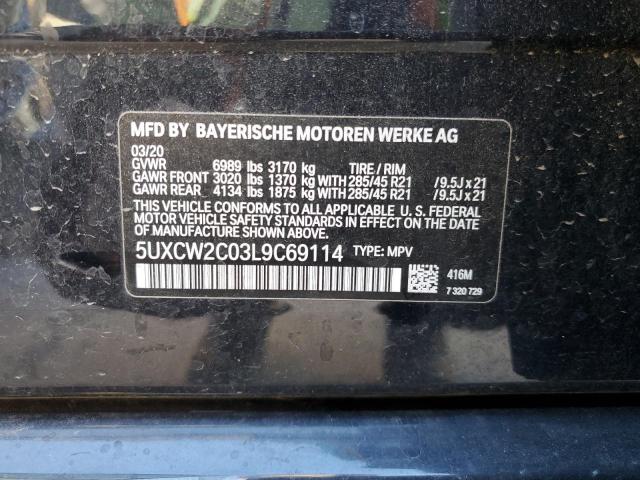 MFD BY BAYERISCHE MOTOREN WERKE AG
03/20
GVWR 6989 lbs 3170 kg TIRE / RIM
GAWR FRONT 3020 lbs 1370 kg WITH 285/45 R21 /9.5J x 21
GAWR REAR 4134 lbs 1875 kg WITH 285/45 R21 /9.5J x 21
THIS VEHICLE CONFORMS TO ALL APPLICABLE U. S. FEDERAL
MOTOR VEHICLE SAFETY STANDARDS IN EFFECT ON THE
DATE OF MANUFACTURE SHOWN ABOVE.
5UXCW2C03L9C69114 TYPE: MPV
416M
7 320 729